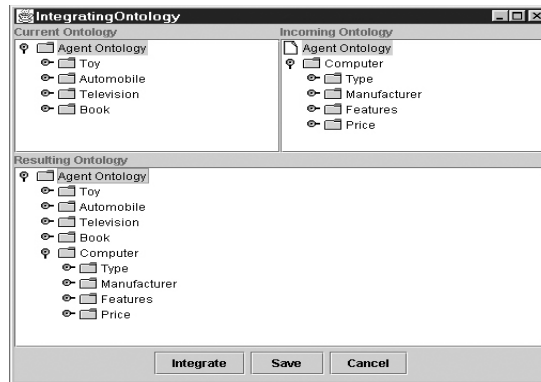 IntegratingOntology
Current Ontology
Agent Ontology
Toy
Automobile
Television
Book
Incoming Ontology
Agent Ontology
Computer
Type
Manufacturer
Features
Price
Resulting Ontology
Agent Ontology
Toy
Automobile
Television
Book
Computer
Type
Manufacturer
Features
Price
Integrate Save Cancel